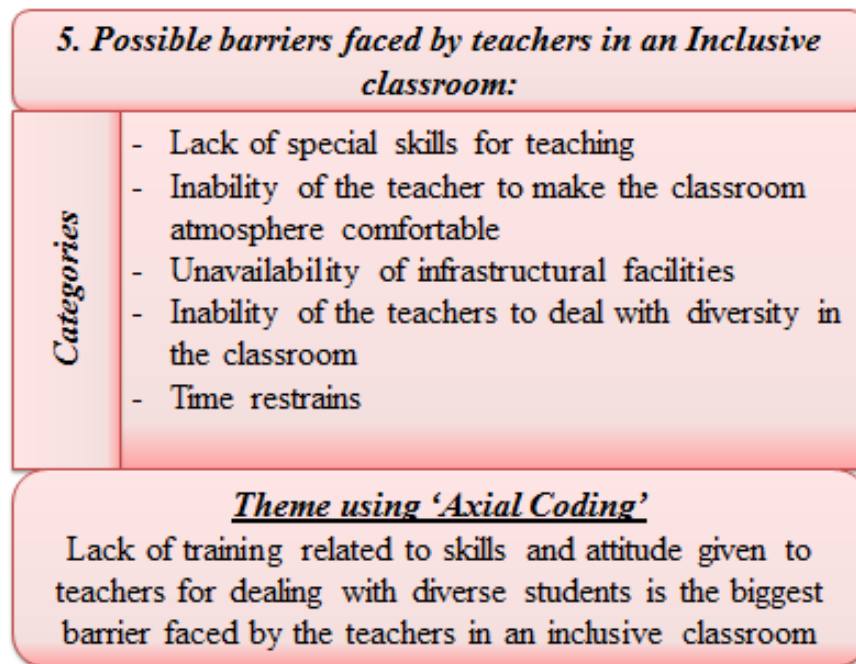 5. Possible barriers faced by teachers in an Inclusive
classroom:
Categories
- Lack of special skills for teaching
- Inability of the teacher to make the classroom
atmosphere comfortable
- Unavailability of infrastructural facilities
- Inability of the teachers to deal with diversity in
the classroom
- Time restrains
Theme using ‘Axial Coding’
Lack of training related to skills and attitude given to
teachers for dealing with diverse students is the biggest
barrier faced by the teachers in an inclusive classroom